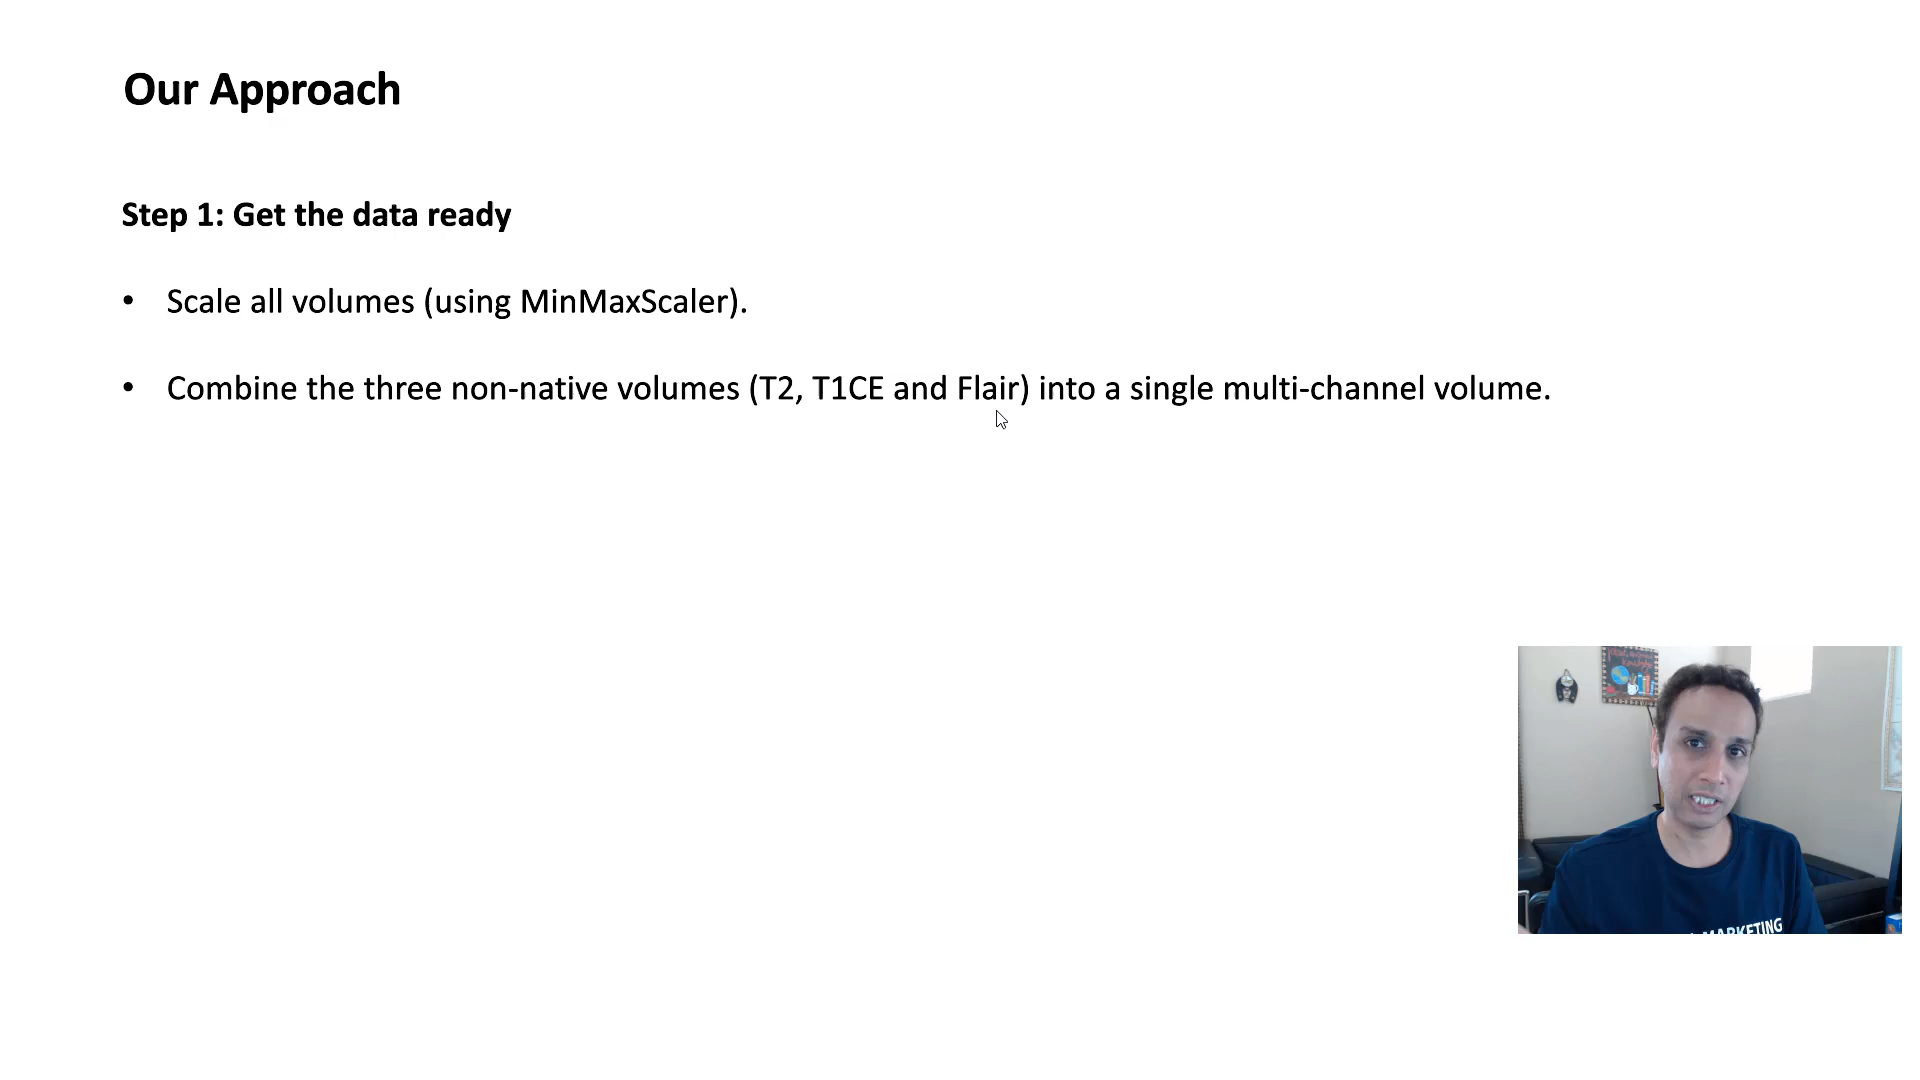 Our Approach
Step 1: Get the data ready
• Scale all volumes (using MinMaxScaler).
• Combine the three non-native volumes (T2, T1CE and Flair) into a single multi-channel volume.
MARKETING